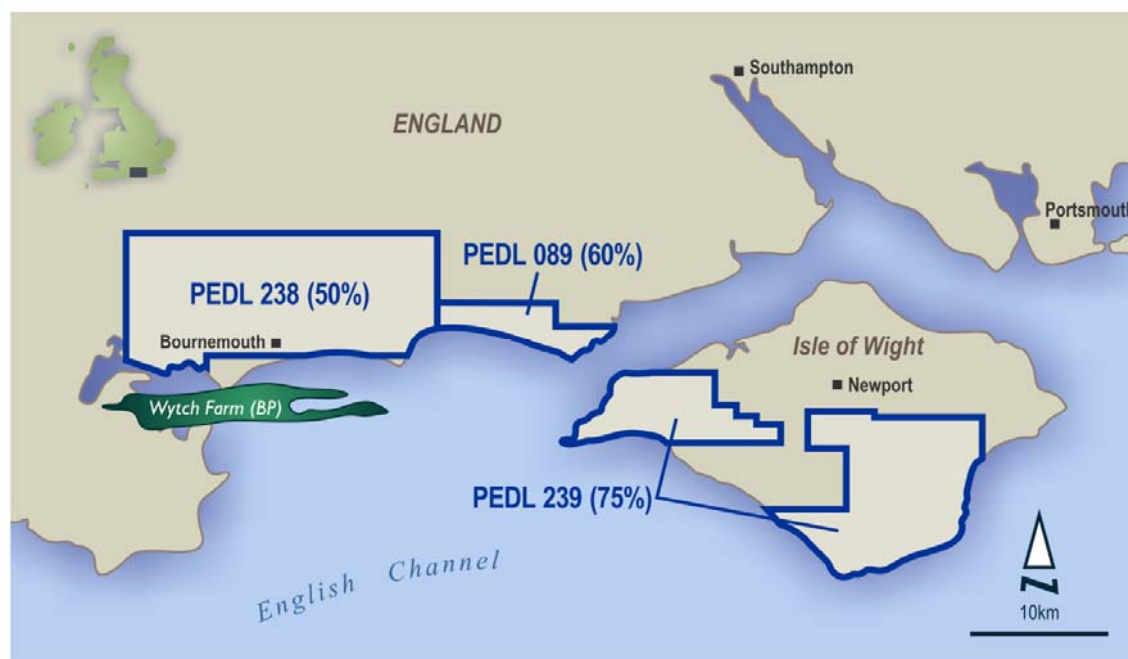 Southampton
ENGLAND
Portsmouth
PEDL 089 (60%)
PEDL 238 (50%)
Bournemouth
Isle of Wight
Newport
Wytch Farm (BP)
PEDL 239 (75%)
English Channel
N
10km